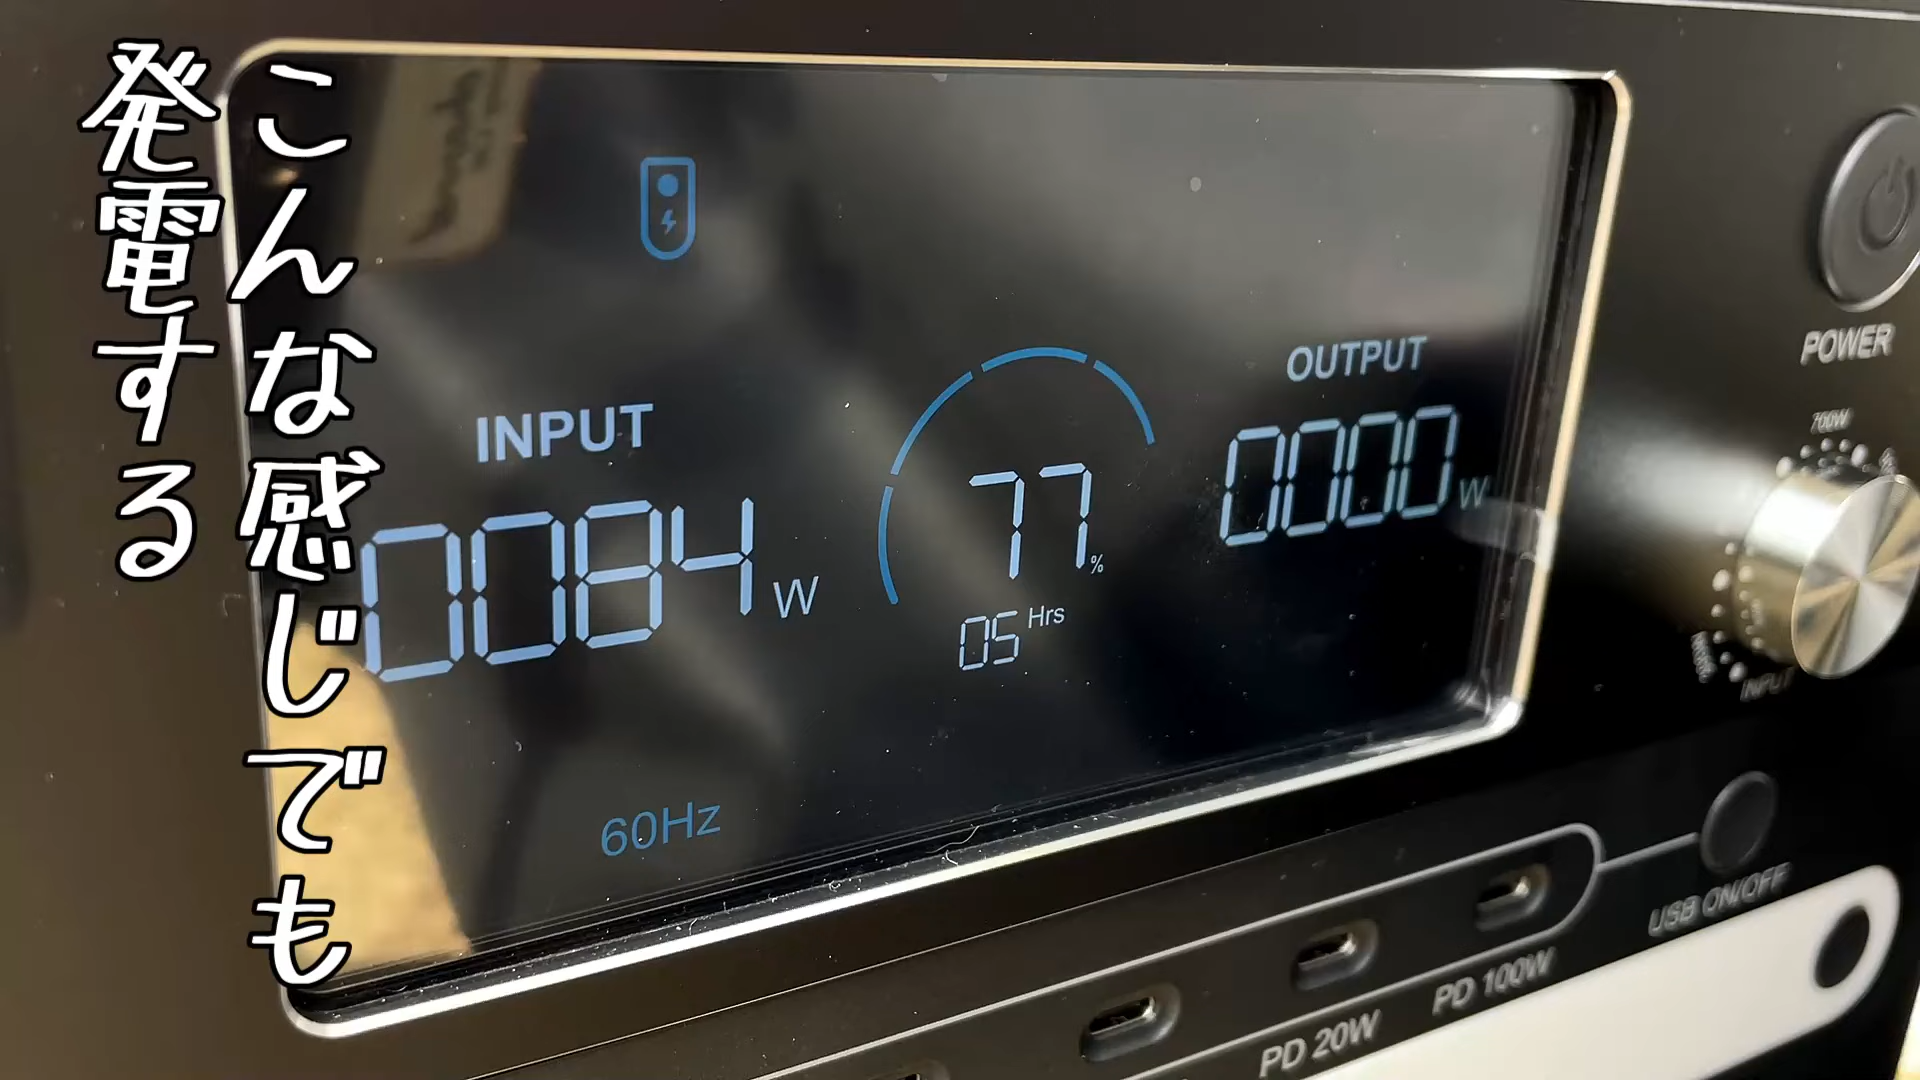 こんな感じでも
発電する
INPUT
0084 W
77 %
05 Hrs
OUTPUT
0000 W
60Hz
POWER
700W
INPUT
USB ON/OFF
PD 100W
PD 20W